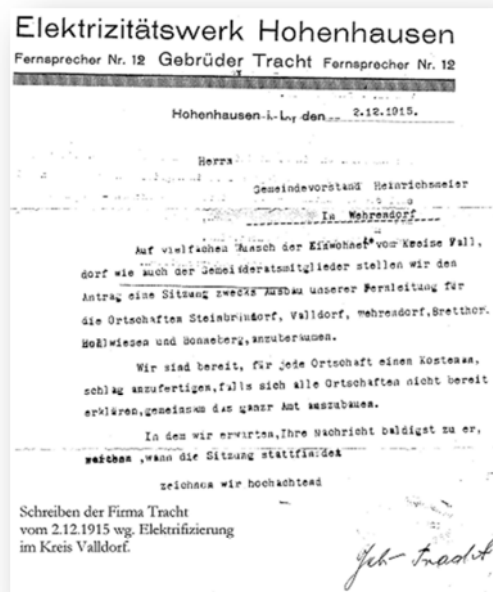 Elektrizitätswerk Hohenhausen
Fernsprecher Nr. 12 Gebrüder Tracht Fernsprecher Nr. 12
Hohenhausen i. L., den 2.12.1915.
Herrn
Gemeindevorstand Heinrichsmeier
In Wehrendorf
Auf vielfachen Wunsch der Einwohner vom Kreise Vall,
dorf wie auch der Gemeideratsmitglieder stellen wir den
Antrag eine Sitzung zwecks Ausbau unserer Fernleitung für
die Ortschaften Steinbründorf, Valldorf, Wehrendorf, Bretthor.
Hollwiesen und Bonneberg, anzuberaumen.
Wir sind bereit, für jede Ortschaft einen Kostenan,
schlag anzufertigen, falls sich alle Ortschaften nicht bereit
erklären, gemeinsam das ganzr Amt auszubauen.
In dem wir erwarten, Ihre Nachricht baldigst zu er,
, wann die Sitzung stattfindet
zeichnen wir hochachtend
Schreiben der Firma Tracht
vom 2.12.1915 wg. Elektrifizierung
im Kreis Valldorf.
Gebr Tracht